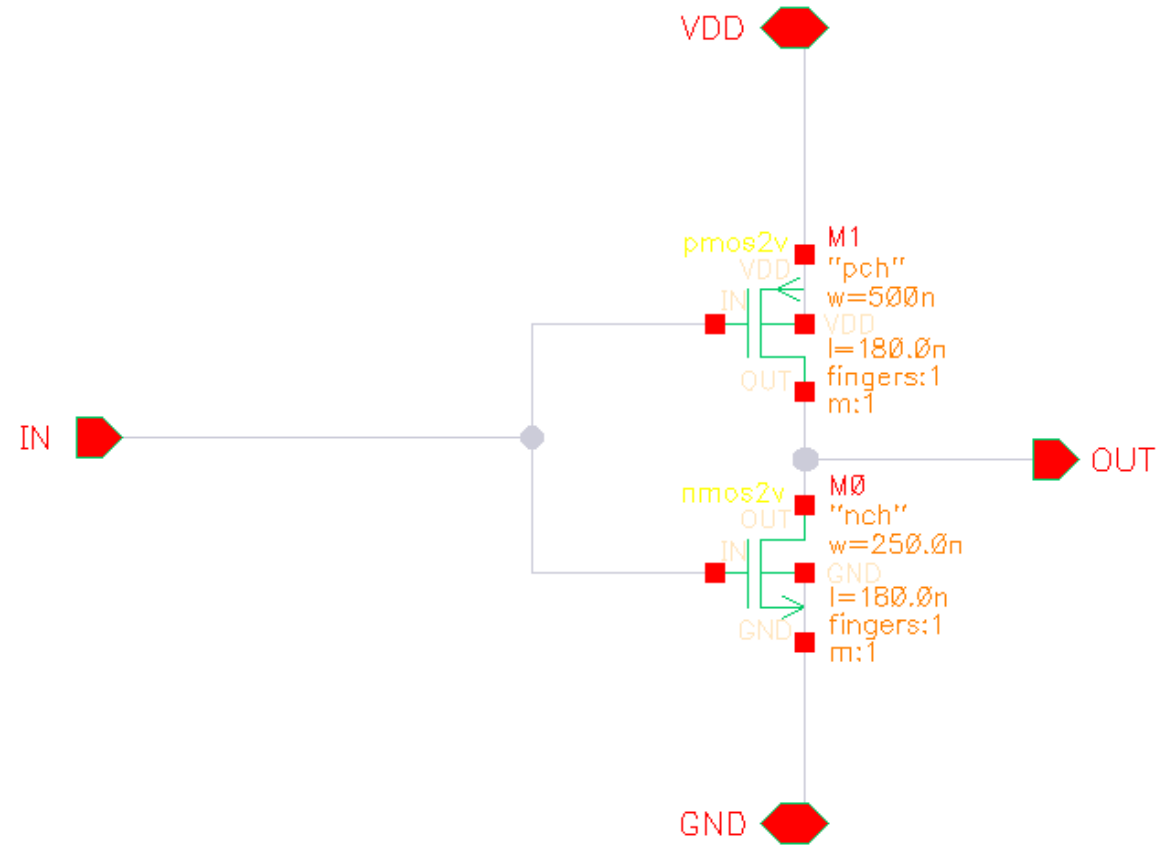 VDD
pmos2v
M1
VDD
"pch"
IN
w=500n
VDD
l=180.0n
OUT
fingers:1
m:1
IN
OUT
nmos2v
M0
OUT
"nch"
IN
w=250.0n
GND
l=180.0n
GND
fingers:1
m:1
GND